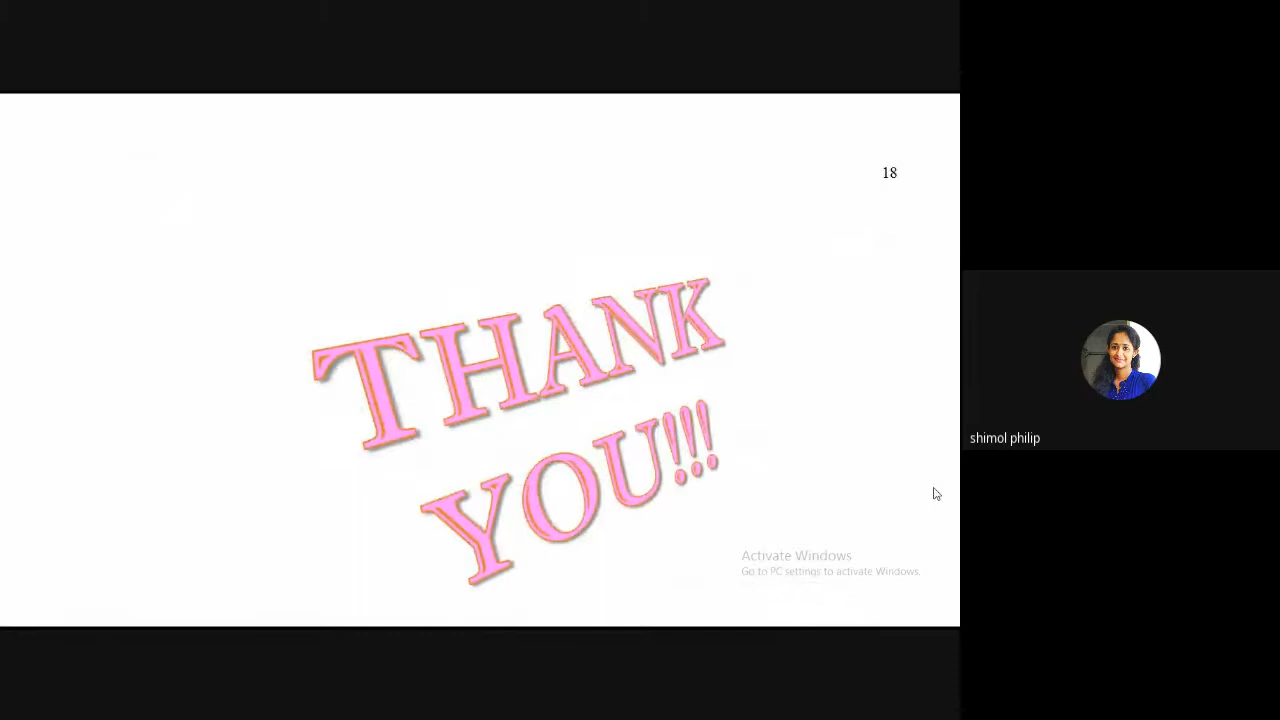 18
THANK
YOU!!!
shimol philip
Activate Windows
Go to PC settings to activate Windows.